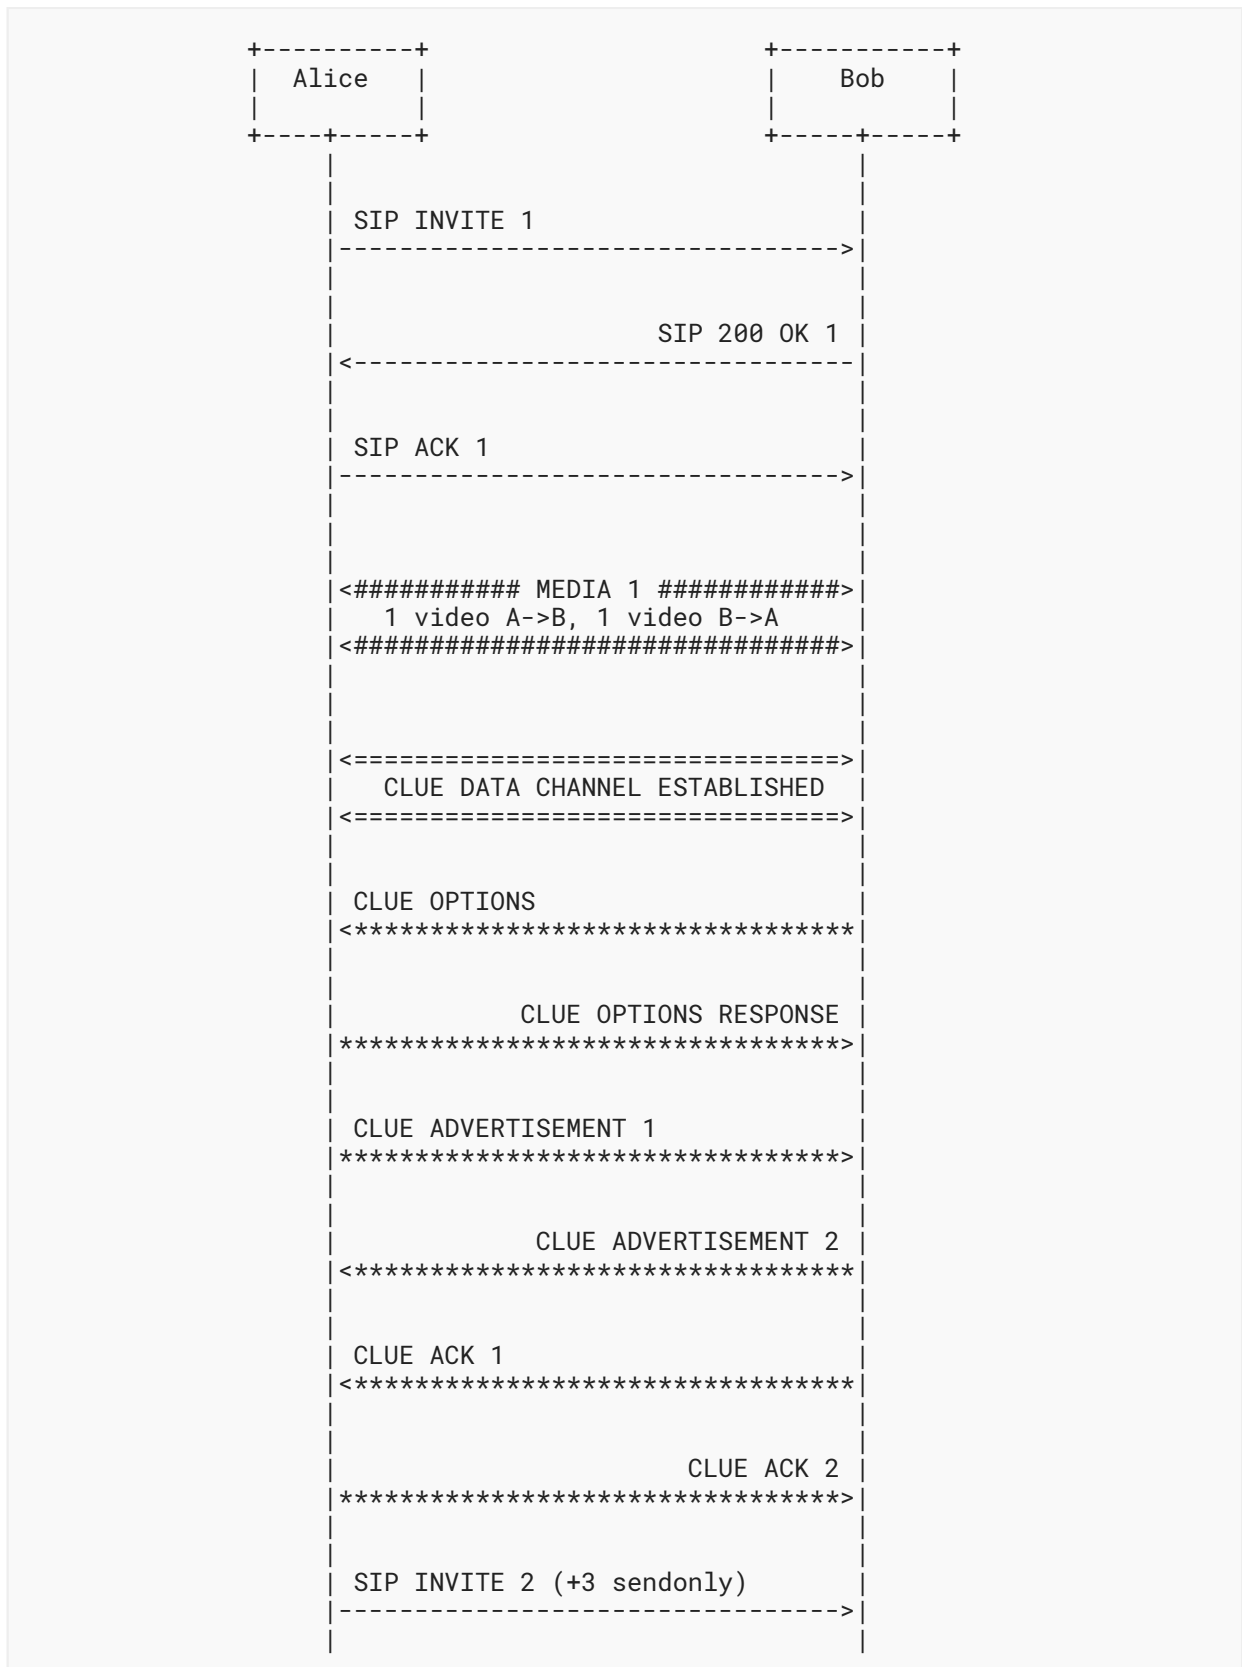 +----------+                      +-----------+
|  Alice   |                      |    Bob    |
|          |                      |           |
+----+-----+                      +-----+-----+
     |                                  |
     |                                  |
     | SIP INVITE 1                     |
     |--------------------------------->|
     |                                  |
     |                                  |
     |                     SIP 200 OK 1 |
     |<---------------------------------|
     |                                  |
     |                                  |
     | SIP ACK 1                        |
     |--------------------------------->|
     |                                  |
     |                                  |
     |                                  |
     |<########### MEDIA 1 ############>|
     |   1 video A->B, 1 video B->A     |
     |<################################>|
     |                                  |
     |                                  |
     |                                  |
     |<================================>|
     |   CLUE DATA CHANNEL ESTABLISHED  |
     |<================================>|
     |                                  |
     |                                  |
     | CLUE OPTIONS                     |
     |<*********************************|
     |                                  |
     |                                  |
     |            CLUE OPTIONS RESPONSE |
     |*********************************>|
     |                                  |
     |                                  |
     | CLUE ADVERTISEMENT 1             |
     |*********************************>|
     |                                  |
     |                                  |
     |             CLUE ADVERTISEMENT 2 |
     |<*********************************|
     |                                  |
     |                                  |
     | CLUE ACK 1                       |
     |<*********************************|
     |                                  |
     |                                  |
     |                       CLUE ACK 2 |
     |*********************************>|
     |                                  |
     |                                  |
     | SIP INVITE 2 (+3 sendonly)       |
     |--------------------------------->|
     |                                  |